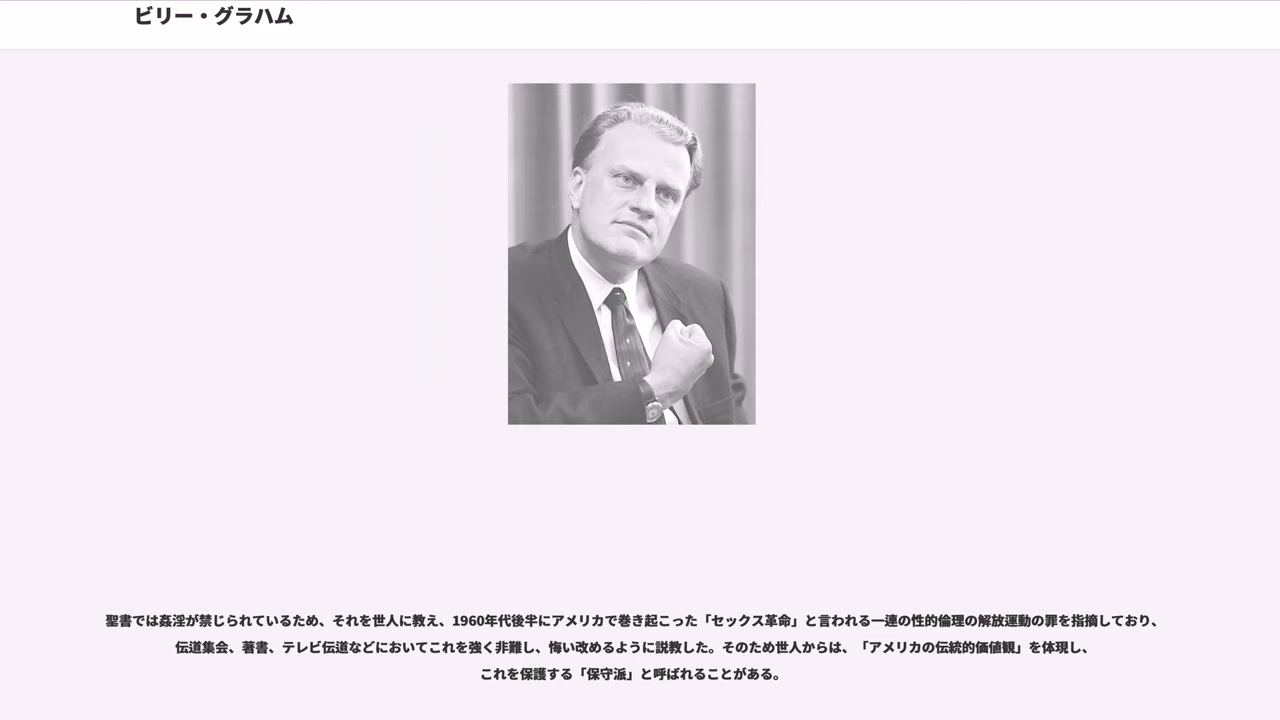 ビリー・グラハム
聖書では姦淫が禁じられているため、それを世人に教え、1960年代後半にアメリカで巻き起こった「セックス革命」と言われる一連の性的倫理の解放運動の罪を指摘しており、
伝道集会、著書、テレビ伝道などにおいてこれを強く非難し、悔い改めるように説教した。そのため世人からは、「アメリカの伝統的価値観」を体現し、
これを保護する「保守派」と呼ばれることがある。